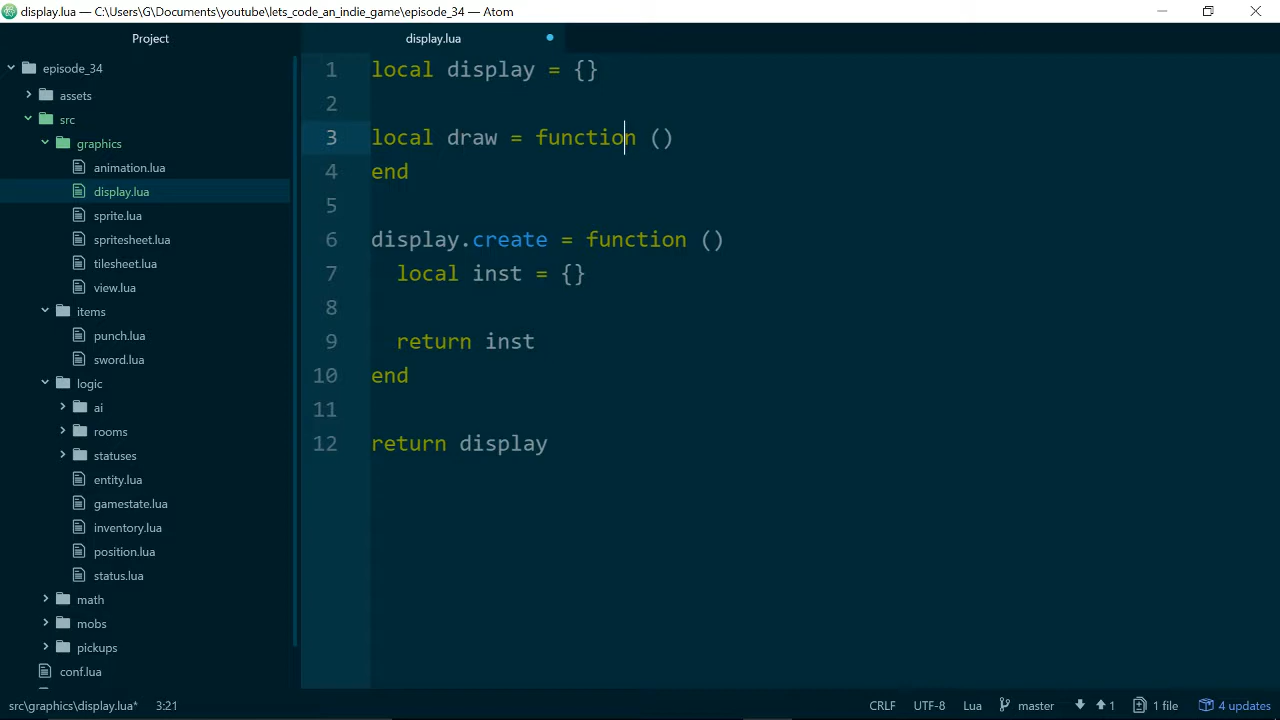 display.lua — C:\Users\G\Documents\youtube\lets_code_an_indie_game\episode_34 — Atom
Project
episode_34
assets
src
graphics
animation.lua
display.lua
sprite.lua
spritesheet.lua
tilesheet.lua
view.lua
items
punch.lua
sword.lua
logic
ai
rooms
statuses
entity.lua
gamestate.lua
inventory.lua
position.lua
status.lua
math
mobs
pickups
conf.lua
display.lua
1 local display = {}
2
3 local draw = function ()
4 end
5
6 display.create = function ()
7 local inst = {}
8
9 return inst
10 end
11
12 return display
src\graphics\display.lua* 3:21 CRLF UTF-8 Lua master 1 1 file 4 updates